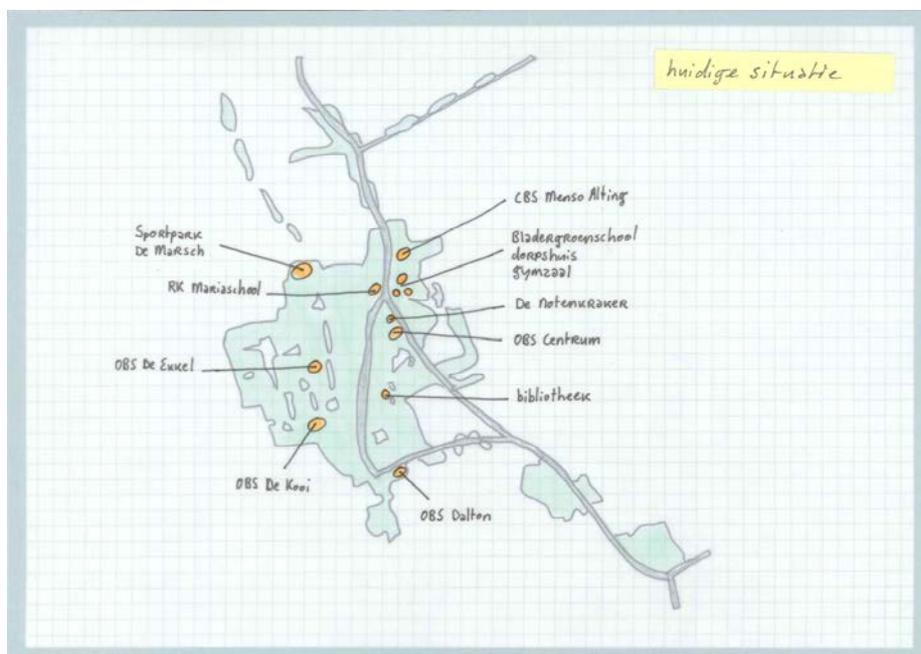 huidige situatie
CBS Menso Alting
Sportpark
De Marsch
Bladergroenschool
dorpshuis
gymzaal
RK Mariaschool
De Notenkraker
OBS Centrum
OBS De Ekkel
bibliotheek
OBS De Kooi
OBS Dalton